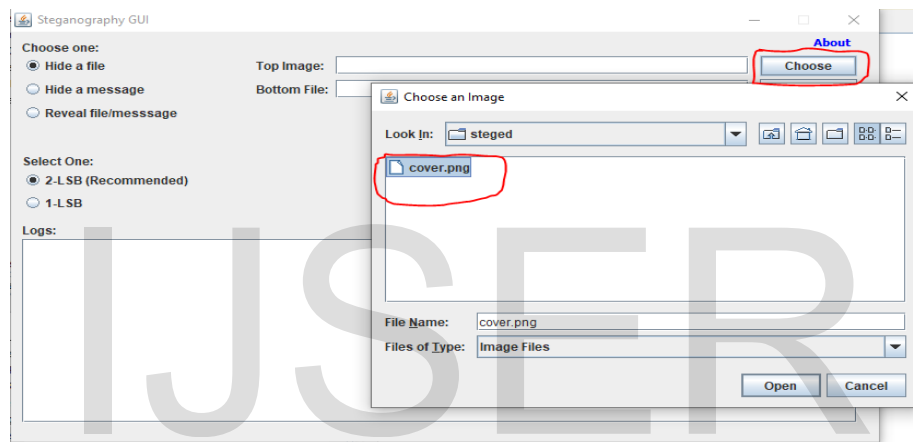 Steganography GUI
About
Choose one:
Hide a file
Top Image:
Choose
Hide a message
Bottom File:
Reveal file/messsage
Select One:
2-LSB (Recommended)
1-LSB
Logs:
Choose an Image
Look In: steged
cover.png
File Name: cover.png
Files of Type: Image Files
Open Cancel
IJSER